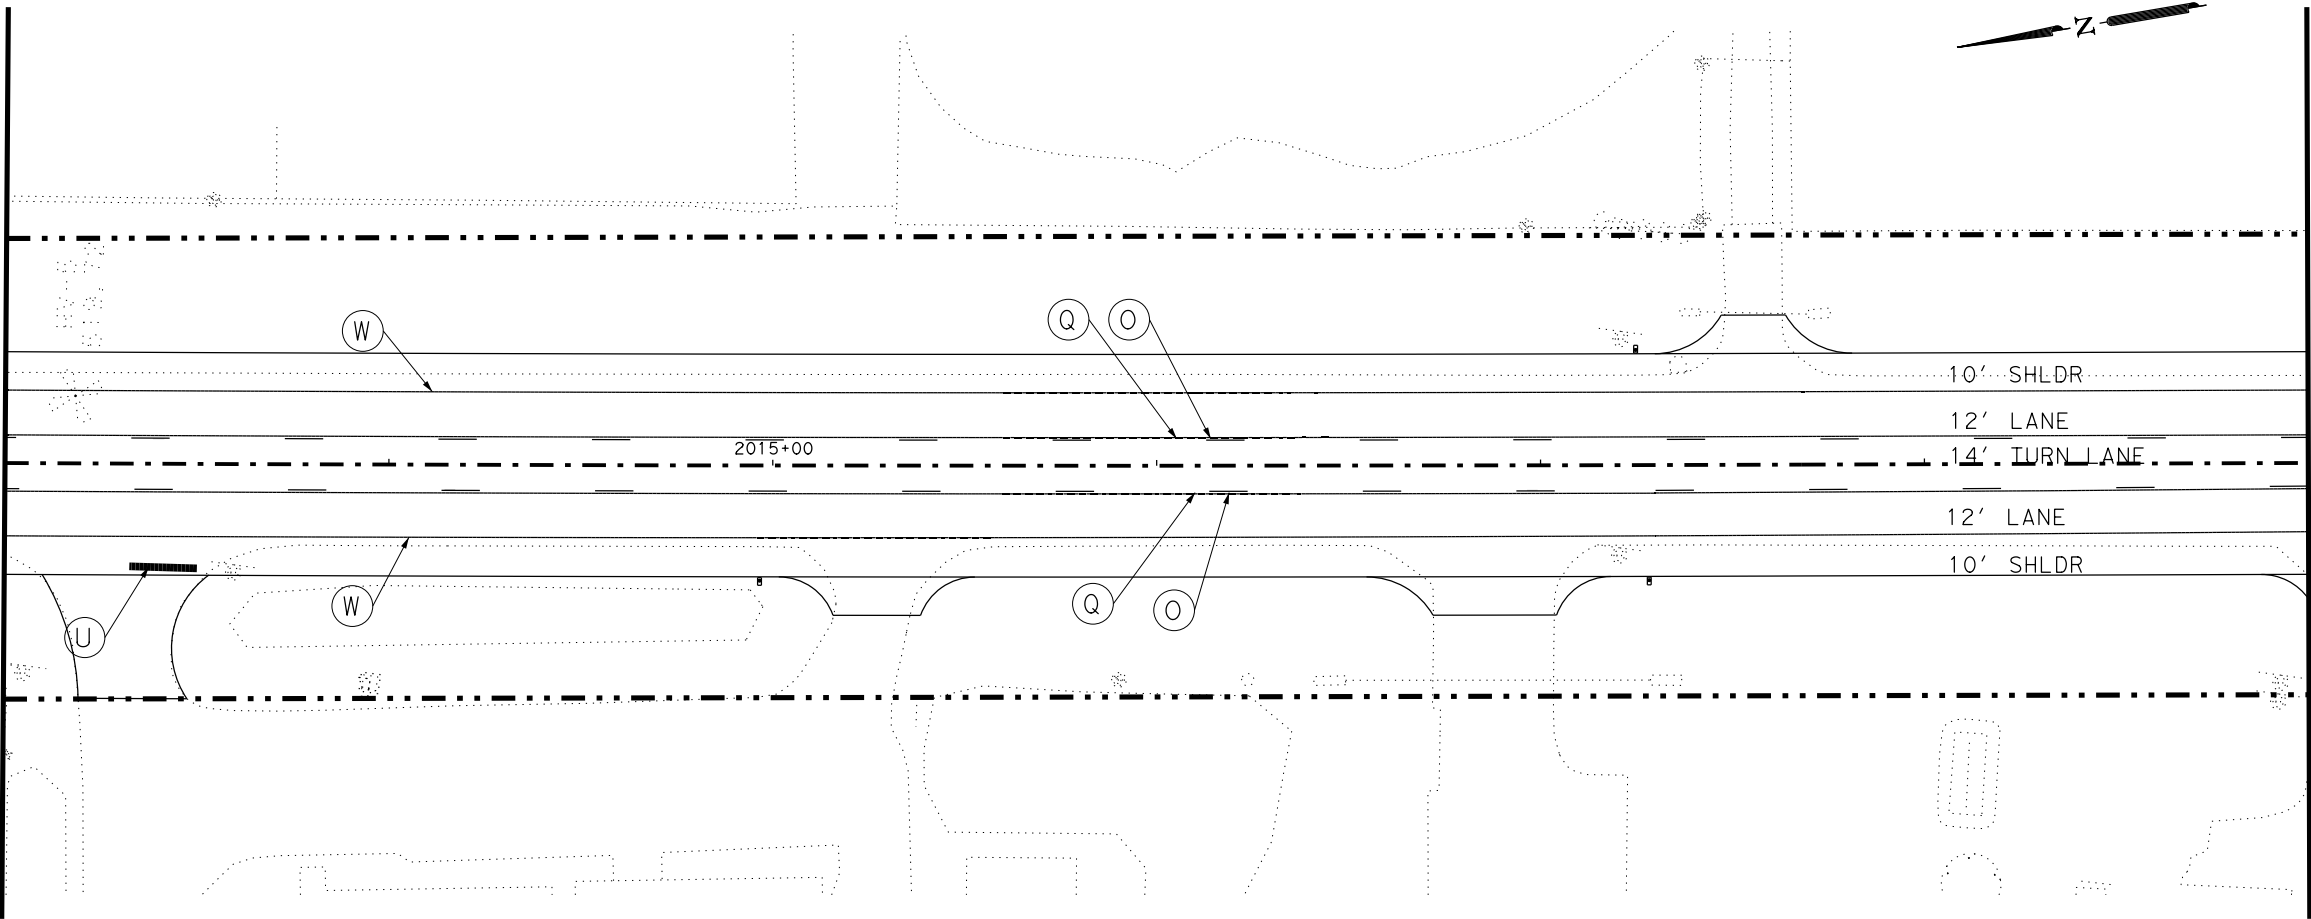 Z
W
Q O
10' SHLDR
12' LANE
2015+00
14' TURN LANE
12' LANE
10' SHLDR
W
Q O
U